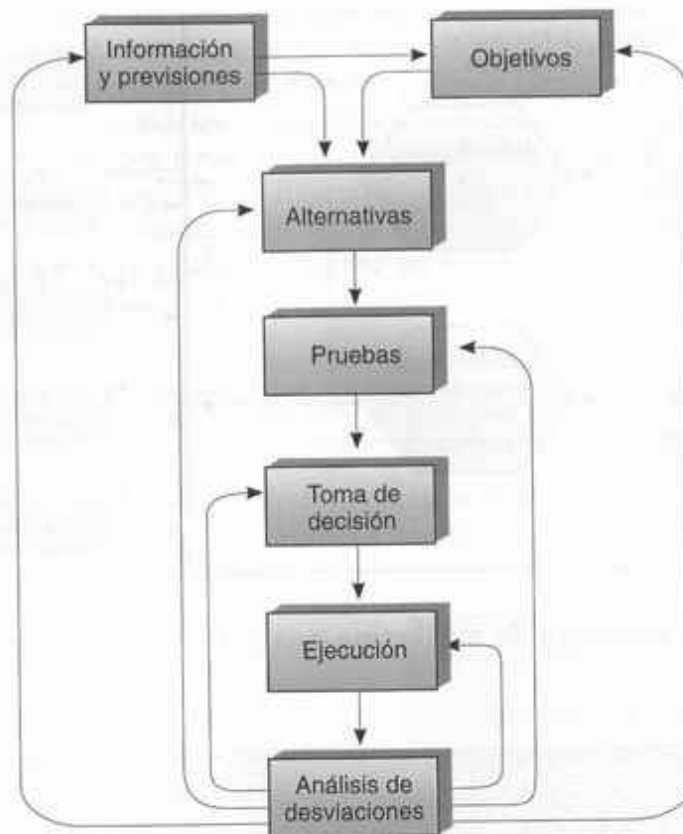 Información
y previsiones
Objetivos
Alternativas
Pruebas
Toma de
decisión
Ejecución
Análisis de
desviaciones